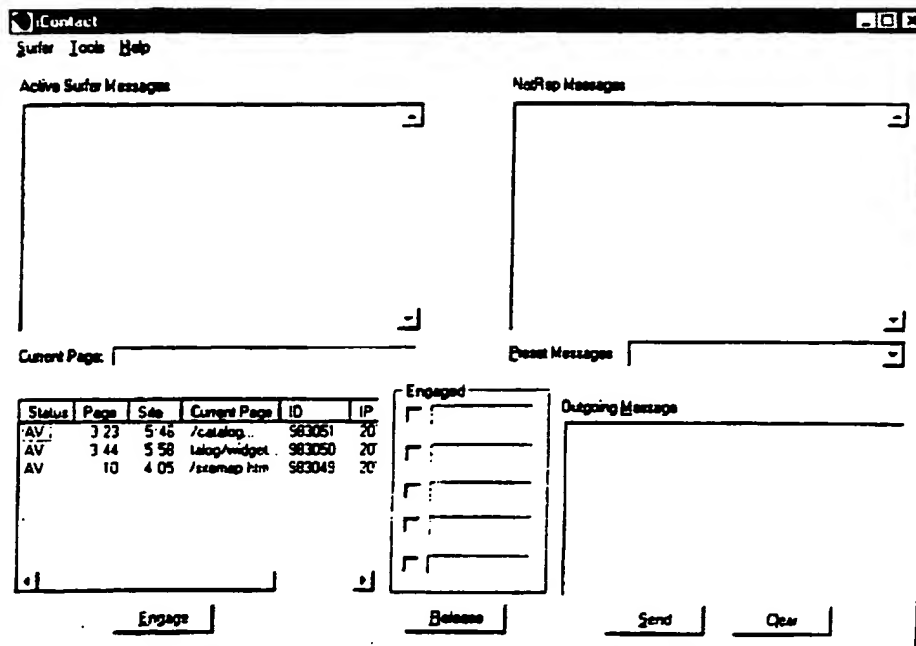 iContact
Surfer Tools Help
Active Surfer Messages
NetRep Messages
Current Page:
Preset Messages
Status Page Site Current Page ID IP
AV 3:23 5:46 /catalog... 983051 20
AV 3:44 5:58 talog/widget.. 983050 20
AV 10 4:05 /sitemap.htm 983049 20
Engaged
Outgoing Message
Engage
Release
Send
Clear